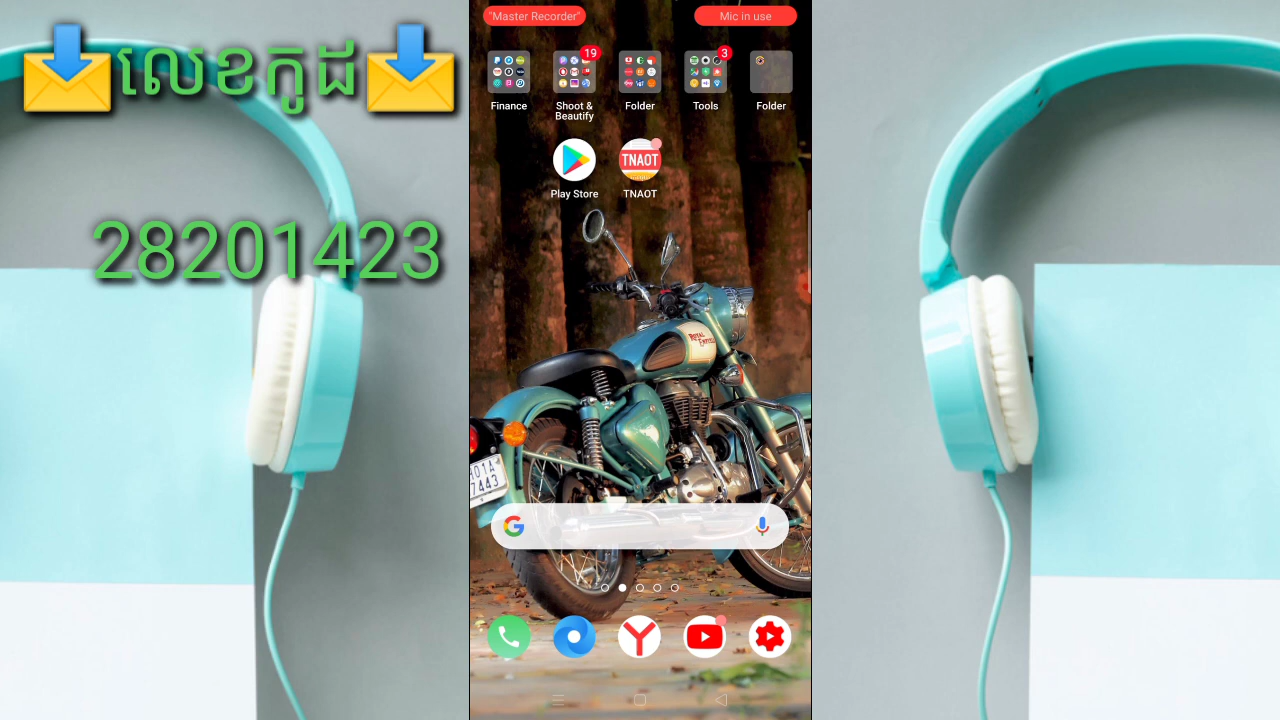 "Master Recorder"
Mic in use
លេខកូដ
28201423
19
3
Finance
Shoot &
Beautify
Folder
Tools
Folder
TNAOT
Play Store
TNAOT
ROYAL